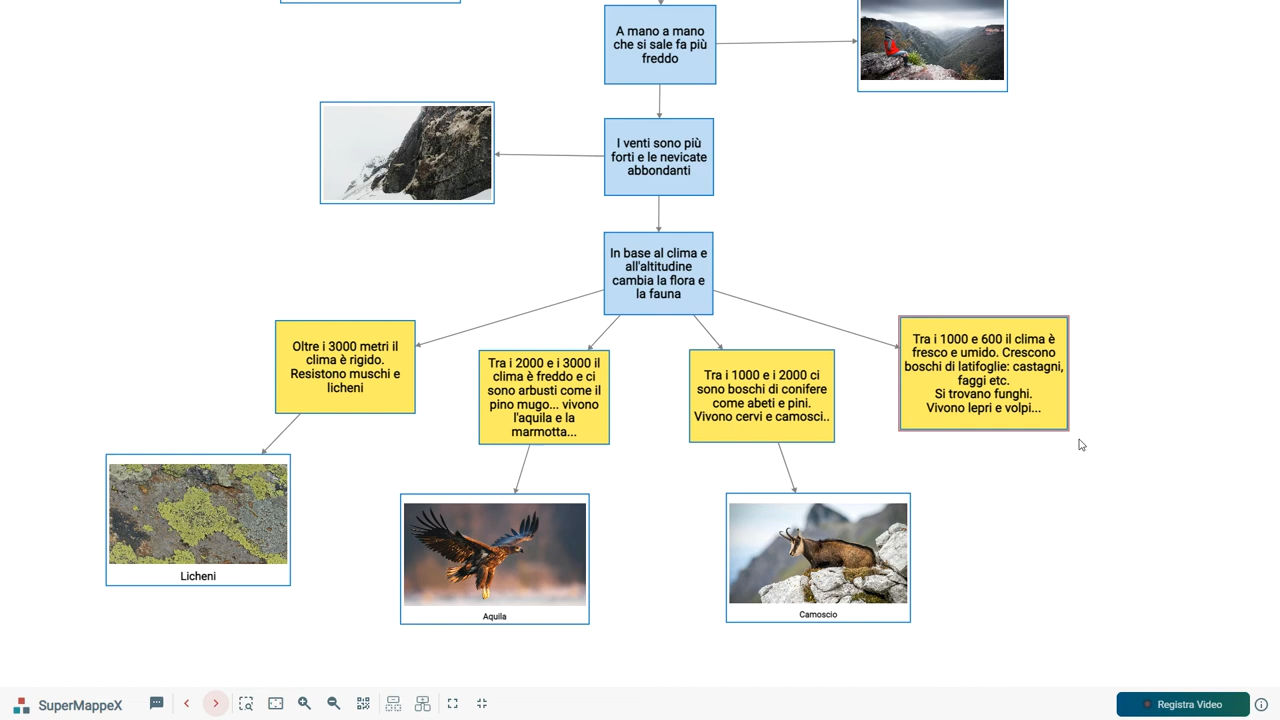 A mano a mano
che si sale fa più
freddo
I venti sono più
forti e le nevicate
abbondanti
In base al clima e
all'altitudine
cambia la flora e
la fauna
Oltre i 3000 metri il
clima è rigido.
Resistono muschi e
licheni
Tra i 2000 e i 3000 il
clima è freddo e ci
sono arbusti come il
pino mugo... vivono
l'aquila e la
marmotta...
Tra i 1000 e i 2000 ci
sono boschi di conifere
come abeti e pini.
Vivono cervi e camosci..
Tra i 1000 e 600 il clima è
fresco e umido. Crescono
boschi di latifoglie: castagni,
faggi etc.
Si trovano funghi.
Vivono lepri e volpi...
Licheni
Aquila
Camoscio
SuperMappeX
Registra Video